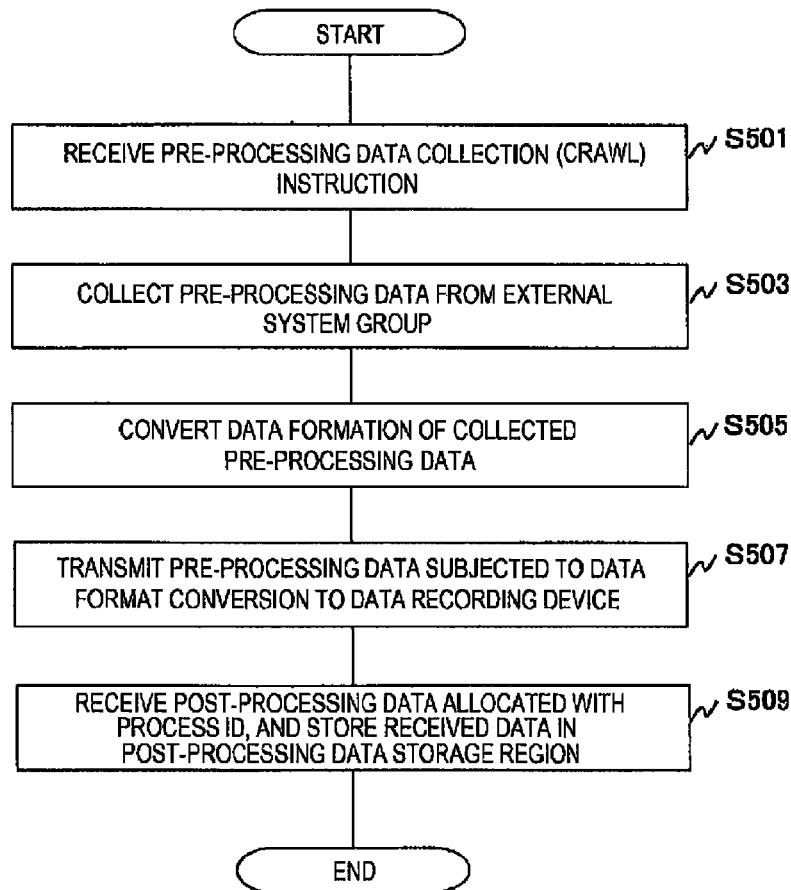 START
RECEIVE PRE-PROCESSING DATA COLLECTION (CRAWL)
INSTRUCTION
S501
COLLECT PRE-PROCESSING DATA FROM EXTERNAL
SYSTEM GROUP
S503
CONVERT DATA FORMATION OF COLLECTED
PRE-PROCESSING DATA
S505
TRANSMIT PRE-PROCESSING DATA SUBJECTED TO DATA
FORMAT CONVERSION TO DATA RECORDING DEVICE
S507
RECEIVE POST-PROCESSING DATA ALLOCATED WITH
PROCESS ID, AND STORE RECEIVED DATA IN
POST-PROCESSING DATA STORAGE REGION
S509
END